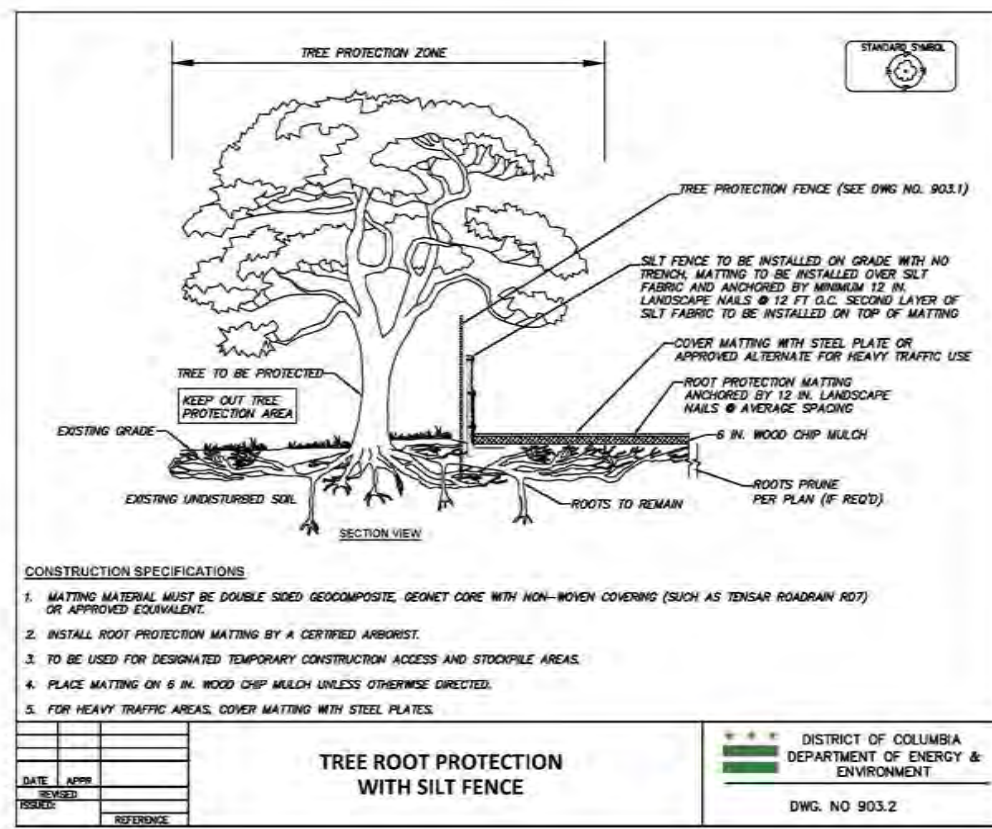 TREE PROTECTION ZONE
STANDARD SYMBOL
TREE PROTECTION FENCE (SEE DWG NO. 903.1)
SILT FENCE TO BE INSTALLED ON GRADE WITH NO
TRENCH, MATTING TO BE INSTALLED OVER SILT
FABRIC AND ANCHORED BY MINIMUM 12 IN.
LANDSCAPE NAILS @ 12 FT O.C. SECOND LAYER OF
SILT FABRIC TO BE INSTALLED ON TOP OF MATTING
COVER MATTING WITH STEEL PLATE OR
APPROVED ALTERNATE FOR HEAVY TRAFFIC USE
TREE TO BE PROTECTED
ROOT PROTECTION MATTING
ANCHORED BY 12 IN. LANDSCAPE
NAILS @ AVERAGE SPACING
KEEP OUT TREE
PROTECTION AREA
EXISTING GRADE
6 IN. WOOD CHIP MULCH
EXISTING UNDISTURBED SOIL
ROOTS TO REMAIN
ROOTS PRUNE
PER PLAN (IF REQ'D)
SECTION VIEW
CONSTRUCTION SPECIFICATIONS
1. MATTING MATERIAL MUST BE DOUBLE SIDED GEOCOMPOSITE, GEONET CORE WITH NON-WOVEN COVERING (SUCH AS TENSAR ROADRAIN RD7)
OR APPROVED EQUIVALENT.
2. INSTALL ROOT PROTECTION MATTING BY A CERTIFIED ARBORIST.
3. TO BE USED FOR DESIGNATED TEMPORARY CONSTRUCTION ACCESS AND STOCKPILE AREAS.
4. PLACE MATTING ON 6 IN. WOOD CHIP MULCH UNLESS OTHERWISE DIRECTED.
5. FOR HEAVY TRAFFIC AREAS, COVER MATTING WITH STEEL PLATES.
DATE APPR.
REVISED
ISSUED:
REFERENCE
TREE ROOT PROTECTION
WITH SILT FENCE
DISTRICT OF COLUMBIA
DEPARTMENT OF ENERGY &
ENVIRONMENT
DWG. NO 903.2